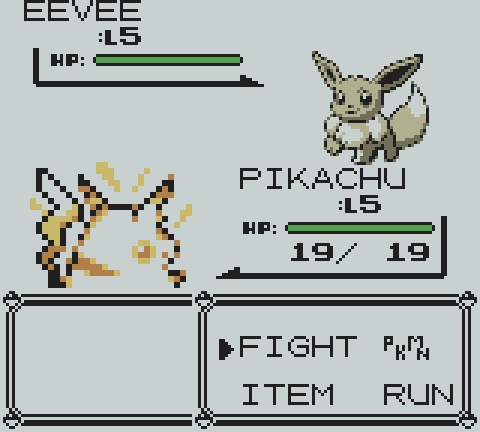 EEVEE
:L5
HP:
PIKACHU
:L5
HP:
19/ 19
FIGHT PKMN
ITEM RUN